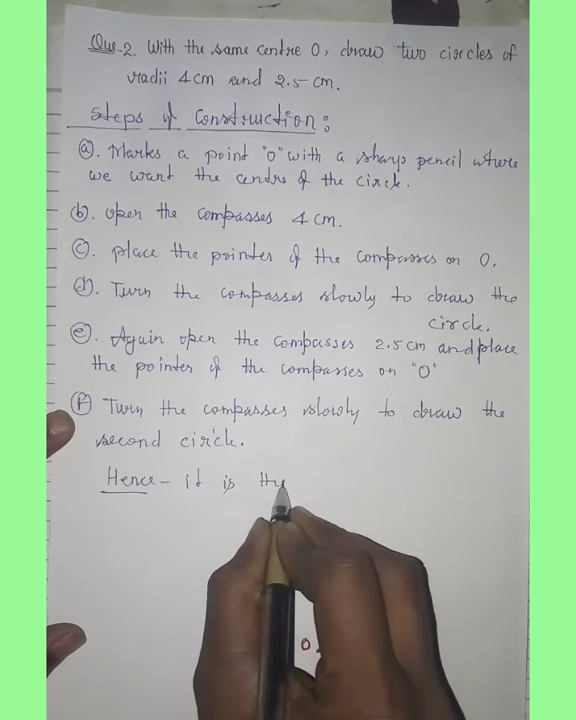 Que-2. With the same centre O, draw two circles of
radii 4cm and 2.5-cm.
Steps of Construction:
(a). Marks a point "o" with a sharp pencil where
we want the centre of the circle.
(b). open the compasses 4 cm.
(c). place the pointer of the compasses on O.
(d). Turn the compasses slowly to draw the
circle.
(e). Again open the compasses 2.5 cm and place
the pointer of the compasses on "O"
(f) Turn the compasses slowly to draw the
second circle.
Hence - it is the
O.